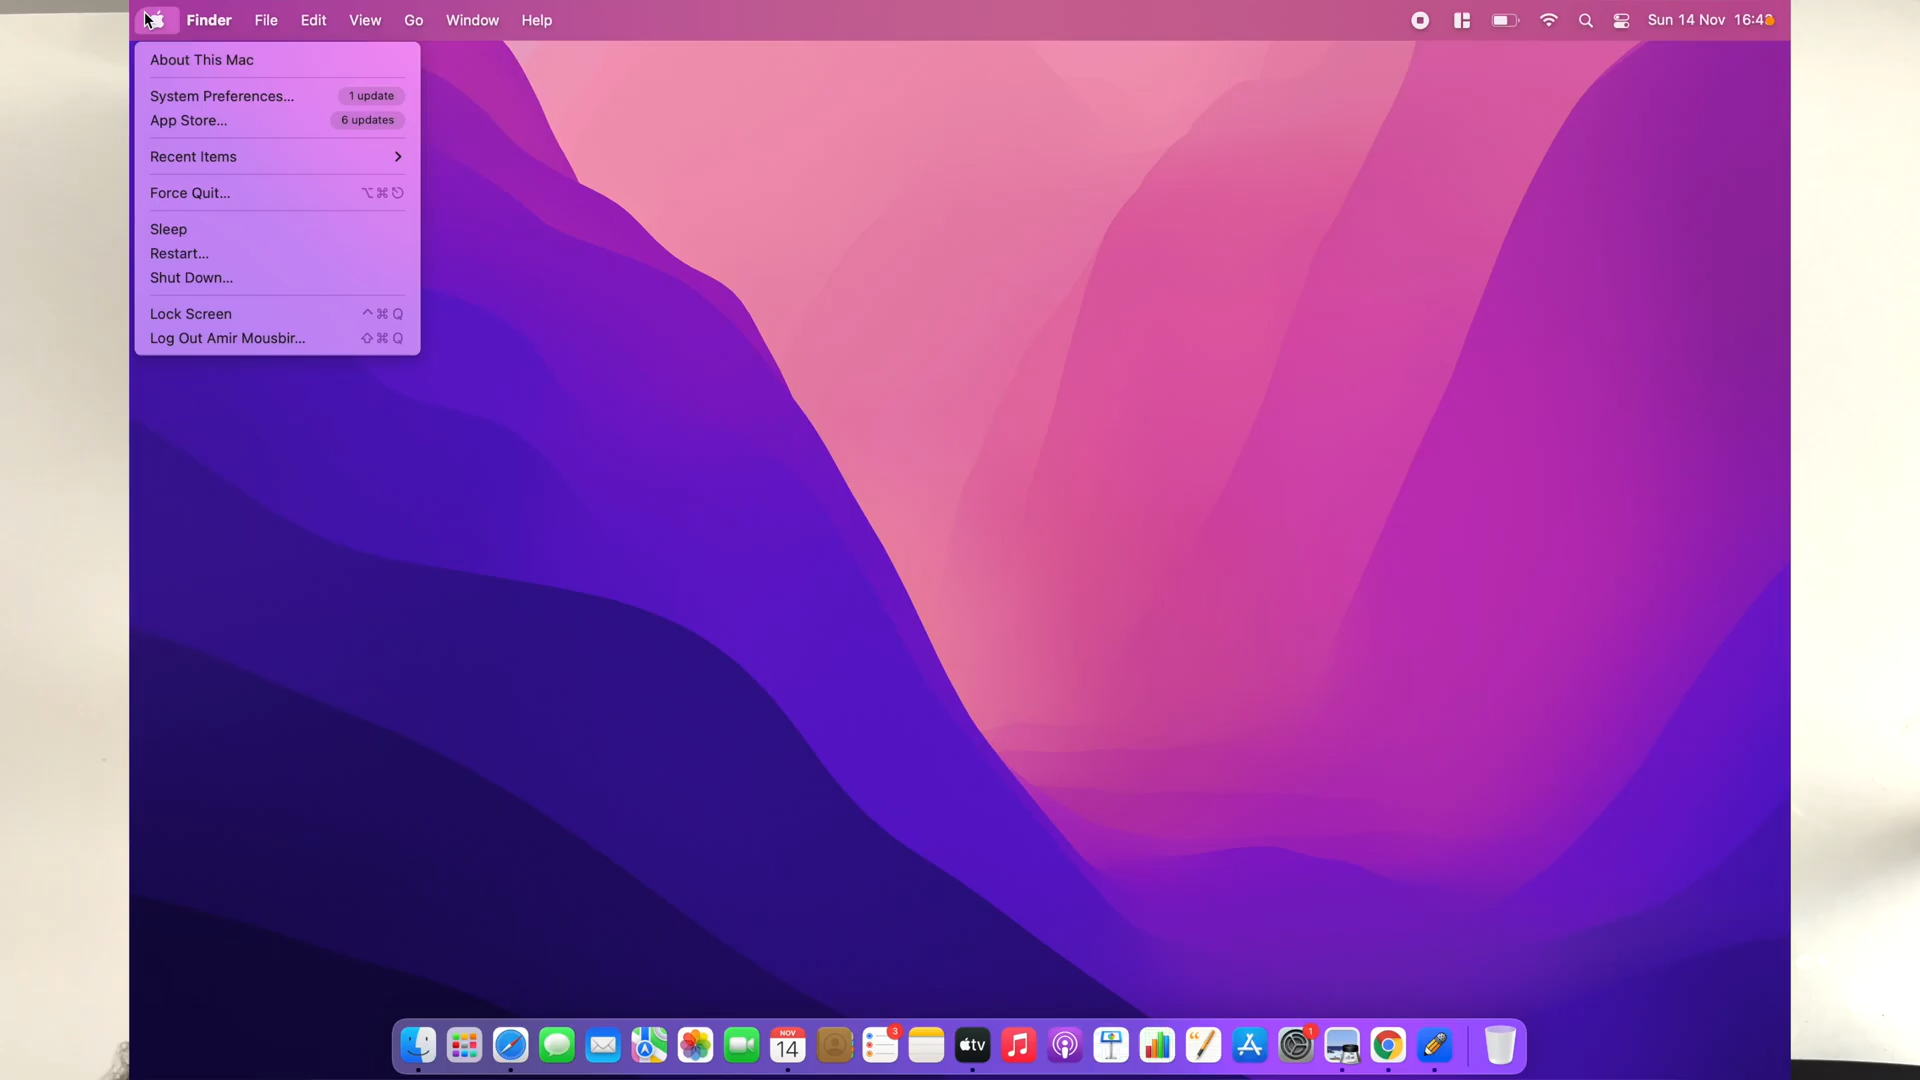 Finder File Edit View Go Window Help Sun 14 Nov
About This Mac
System Preferences... 1 update
App Store... 6 updates
Recent Items
Force Quit... ⌥⌘⎋
Sleep
Restart...
Shut Down...
Lock Screen ^⌘Q
Log Out Amir Mousbir... ⇧⌘Q
NOV
14
3
tv
1